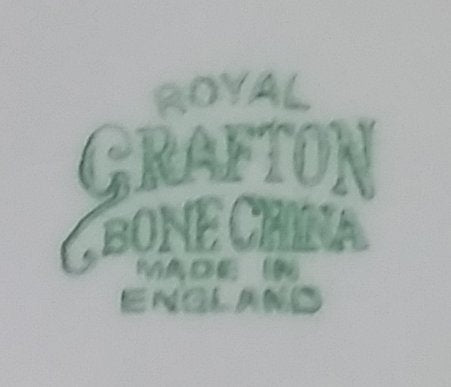 ROYAL
GRAFTON
BONE CHINA
MADE IN
ENGLAND